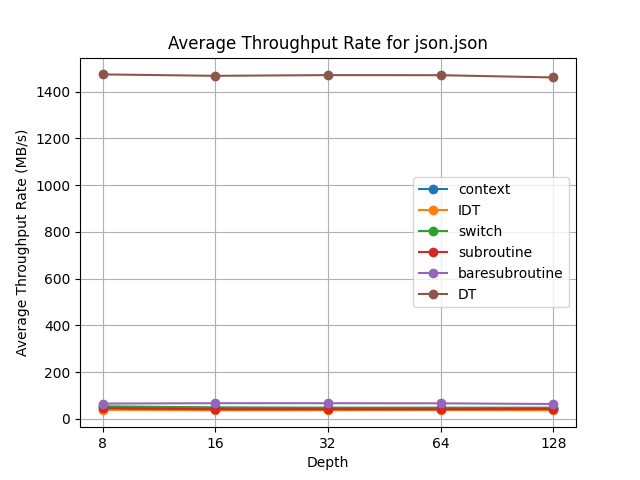 Average Throughput Rate for json.json
Average Throughput Rate (MB/s)
1400
1200
1000
800
600
400
200
0
context
IDT
switch
subroutine
baresubroutine
DT
8 16 32 64 128
Depth